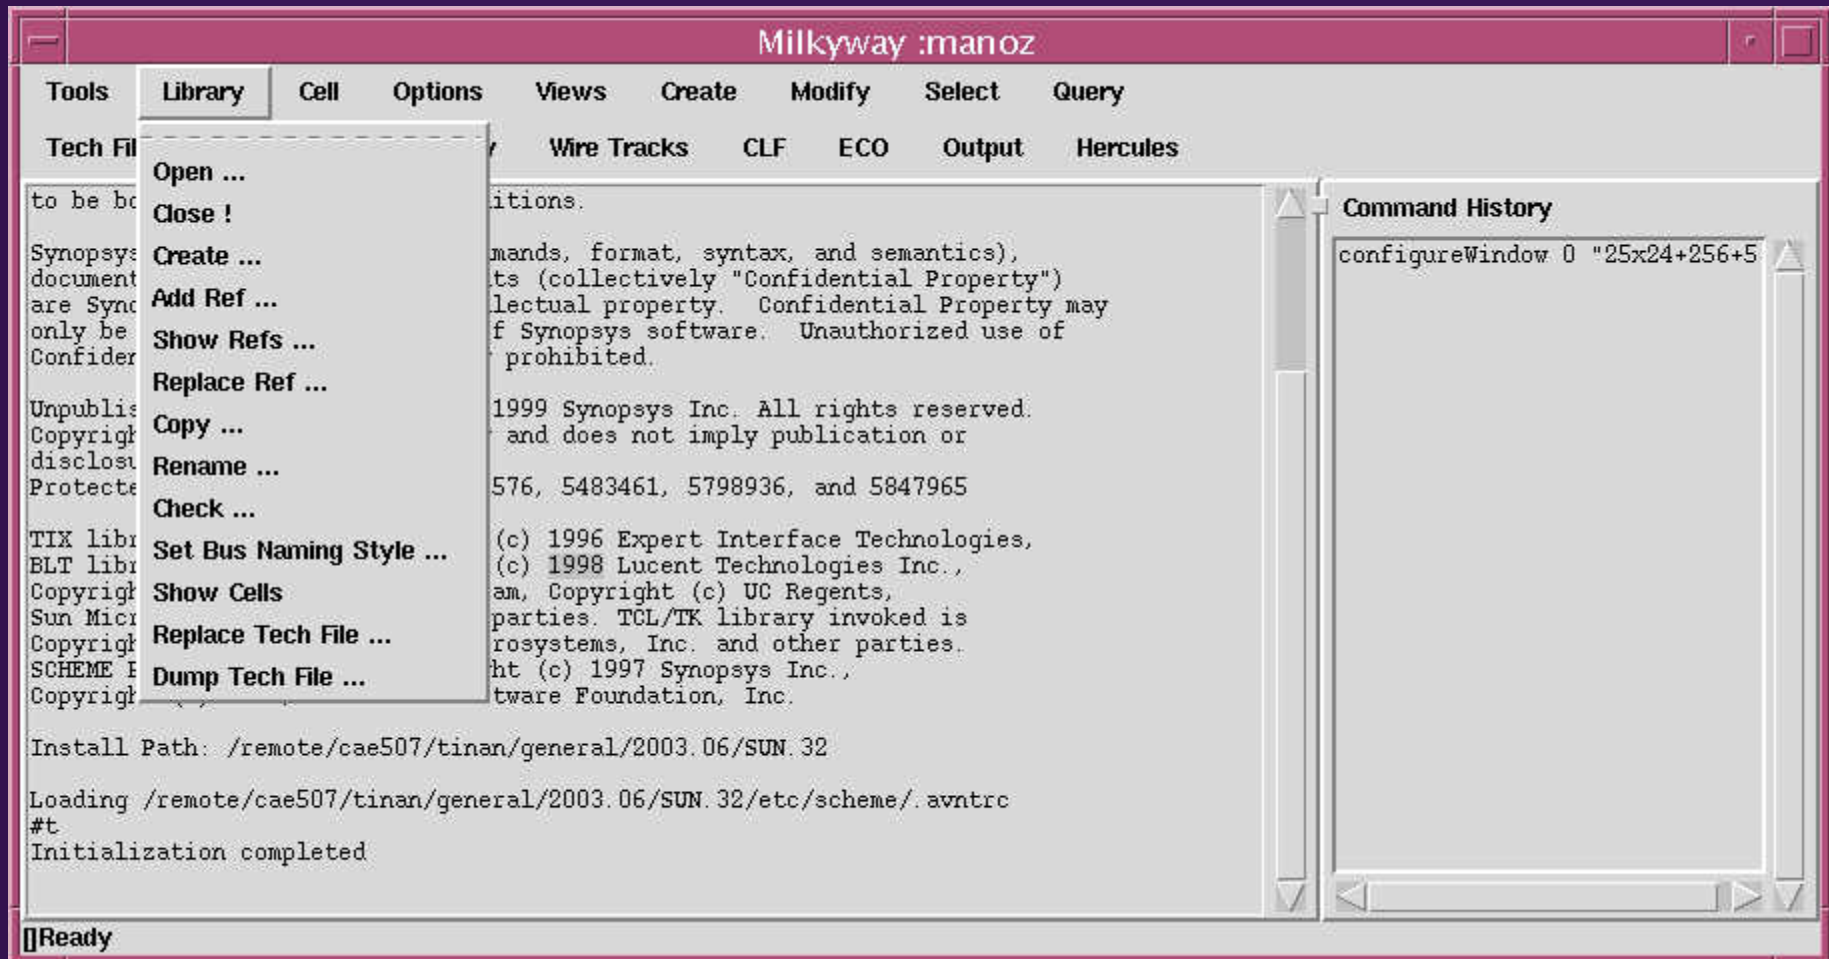 Milkyway :manoz
Tools Library Cell Options Views Create Modify Select Query
Tech Fil Wire Tracks CLF ECO Output Hercules
Open ...
Close !
Create ...
Add Ref ...
Show Refs ...
Replace Ref ...
Copy ...
Rename ...
Check ...
Set Bus Naming Style ...
Show Cells
Replace Tech File ...
Dump Tech File ...
to be bo itions.
Synopsys mands, format, syntax, and semantics),
document ts (collectively "Confidential Property")
are Syno lectual property. Confidential Property may
only be f Synopsys software. Unauthorized use of
Confiden prohibited.
Unpublis 1999 Synopsys Inc. All rights reserved.
Copyrigh and does not imply publication or
disclosu
Protecte 576, 5483461, 5798936, and 5847965
TIX libr (c) 1996 Expert Interface Technologies,
BLT libr (c) 1998 Lucent Technologies Inc.,
Copyrigh am, Copyright (c) UC Regents,
Sun Micr parties. TCL/TK library invoked is
Copyrigh rosystems, Inc. and other parties.
SCHEME ht (c) 1997 Synopsys Inc.,
Copyrigh tware Foundation, Inc.
Install Path: /remote/cae507/tinan/general/2003.06/SUN.32
Loading /remote/cae507/tinan/general/2003.06/SUN.32/etc/scheme/.avntrc
#t
Initialization completed
Command History
configureWindow 0 "25x24+256+5
[]Ready